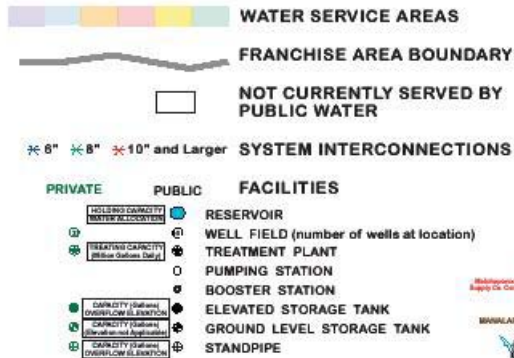 WATER SERVICE AREAS
FRANCHISE AREA BOUNDARY
NOT CURRENTLY SERVED BY
PUBLIC WATER
6" 8" 10" and Larger SYSTEM INTERCONNECTIONS
PRIVATE PUBLIC FACILITIES
HOLDING CAPACITY
WATER ALLOCATION
RESERVOIR
WELL FIELD (number of wells at location)
TREATING CAPACITY
(Million Gallons Daily)
TREATMENT PLANT
PUMPING STATION
BOOSTER STATION
CAPACITY (Gallons)
OVERFLOW ELEVATION
ELEVATED STORAGE TANK
CAPACITY (Gallons)
(Elevation not Applicable)
GROUND LEVEL STORAGE TANK
CAPACITY (Gallons)
OVERFLOW ELEVATION
STANDPIPE
Supply Co.
MANALA